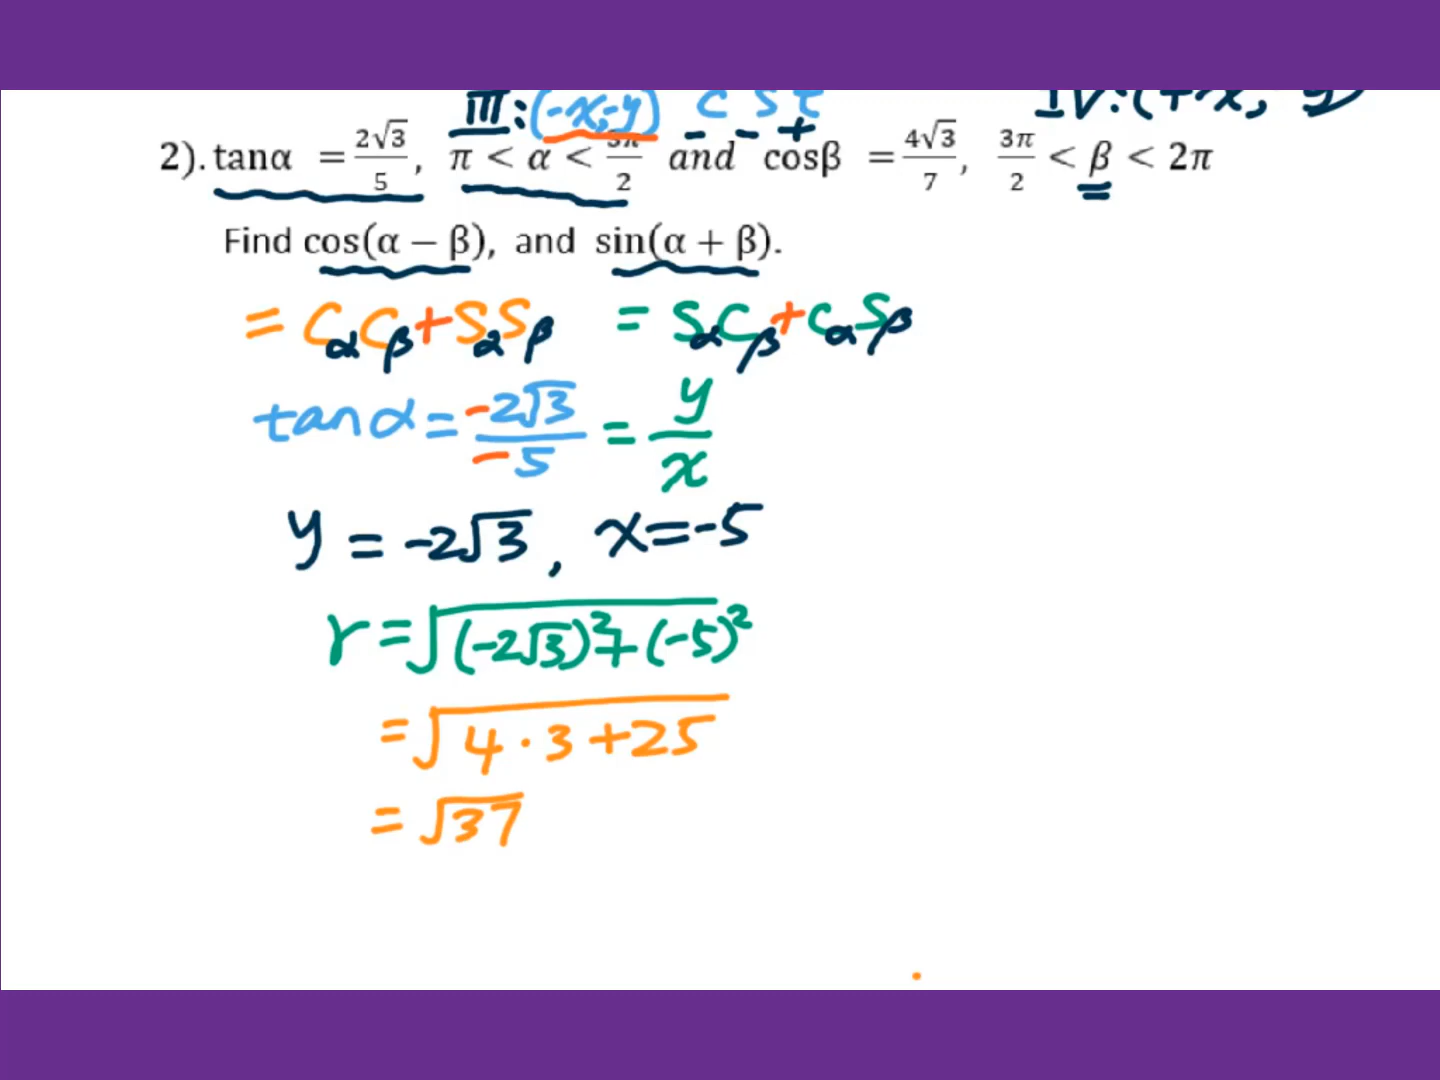 III: (-x,-y) c s t IV: (+x, y)
- - +
2). tanα = 2√3/5, π < α < 3π/2 and cosβ = 4√3/7, 3π/2 < β < 2π
Find cos(α − β), and sin(α + β).
= CαCβ + SαSβ = SαCβ + CαSβ
tanα = -2√3/-5 = y/x
y = -2√3, x = -5
r = √(-2√3)² + (-5)²
= √4 · 3 + 25
= √37